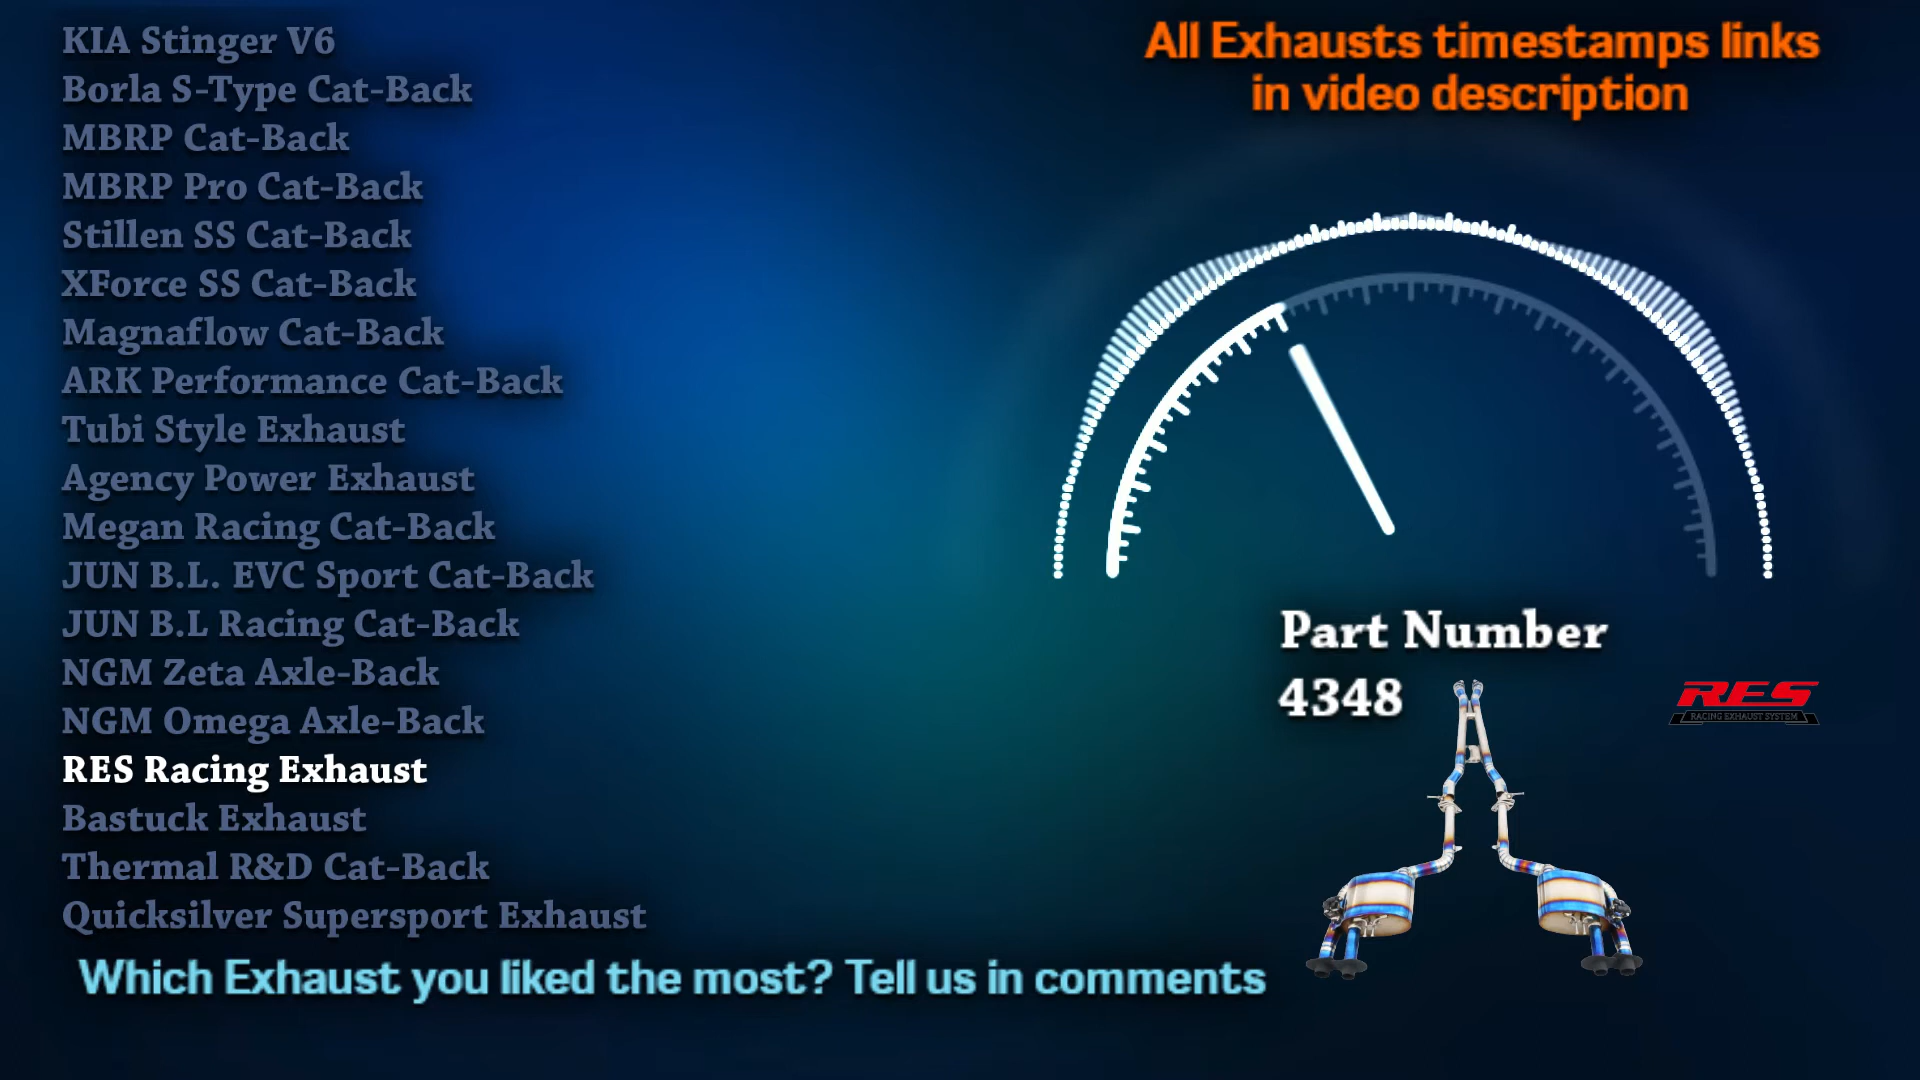 KIA Stinger V6
Borla S-Type Cat-Back
MBRP Cat-Back
MBRP Pro Cat-Back
Stillen SS Cat-Back
XForce SS Cat-Back
Magnaflow Cat-Back
ARK Performance Cat-Back
Tubi Style Exhaust
Agency Power Exhaust
Megan Racing Cat-Back
JUN B.L. EVC Sport Cat-Back
JUN B.L Racing Cat-Back
NGM Zeta Axle-Back
NGM Omega Axle-Back
RES Racing Exhaust
Bastuck Exhaust
Thermal R&D Cat-Back
Quicksilver Supersport Exhaust
Which Exhaust you liked the most? Tell us in comments
All Exhausts timestamps links
in video description
Part Number
4348
RES
RACING EXHAUST SYSTEM